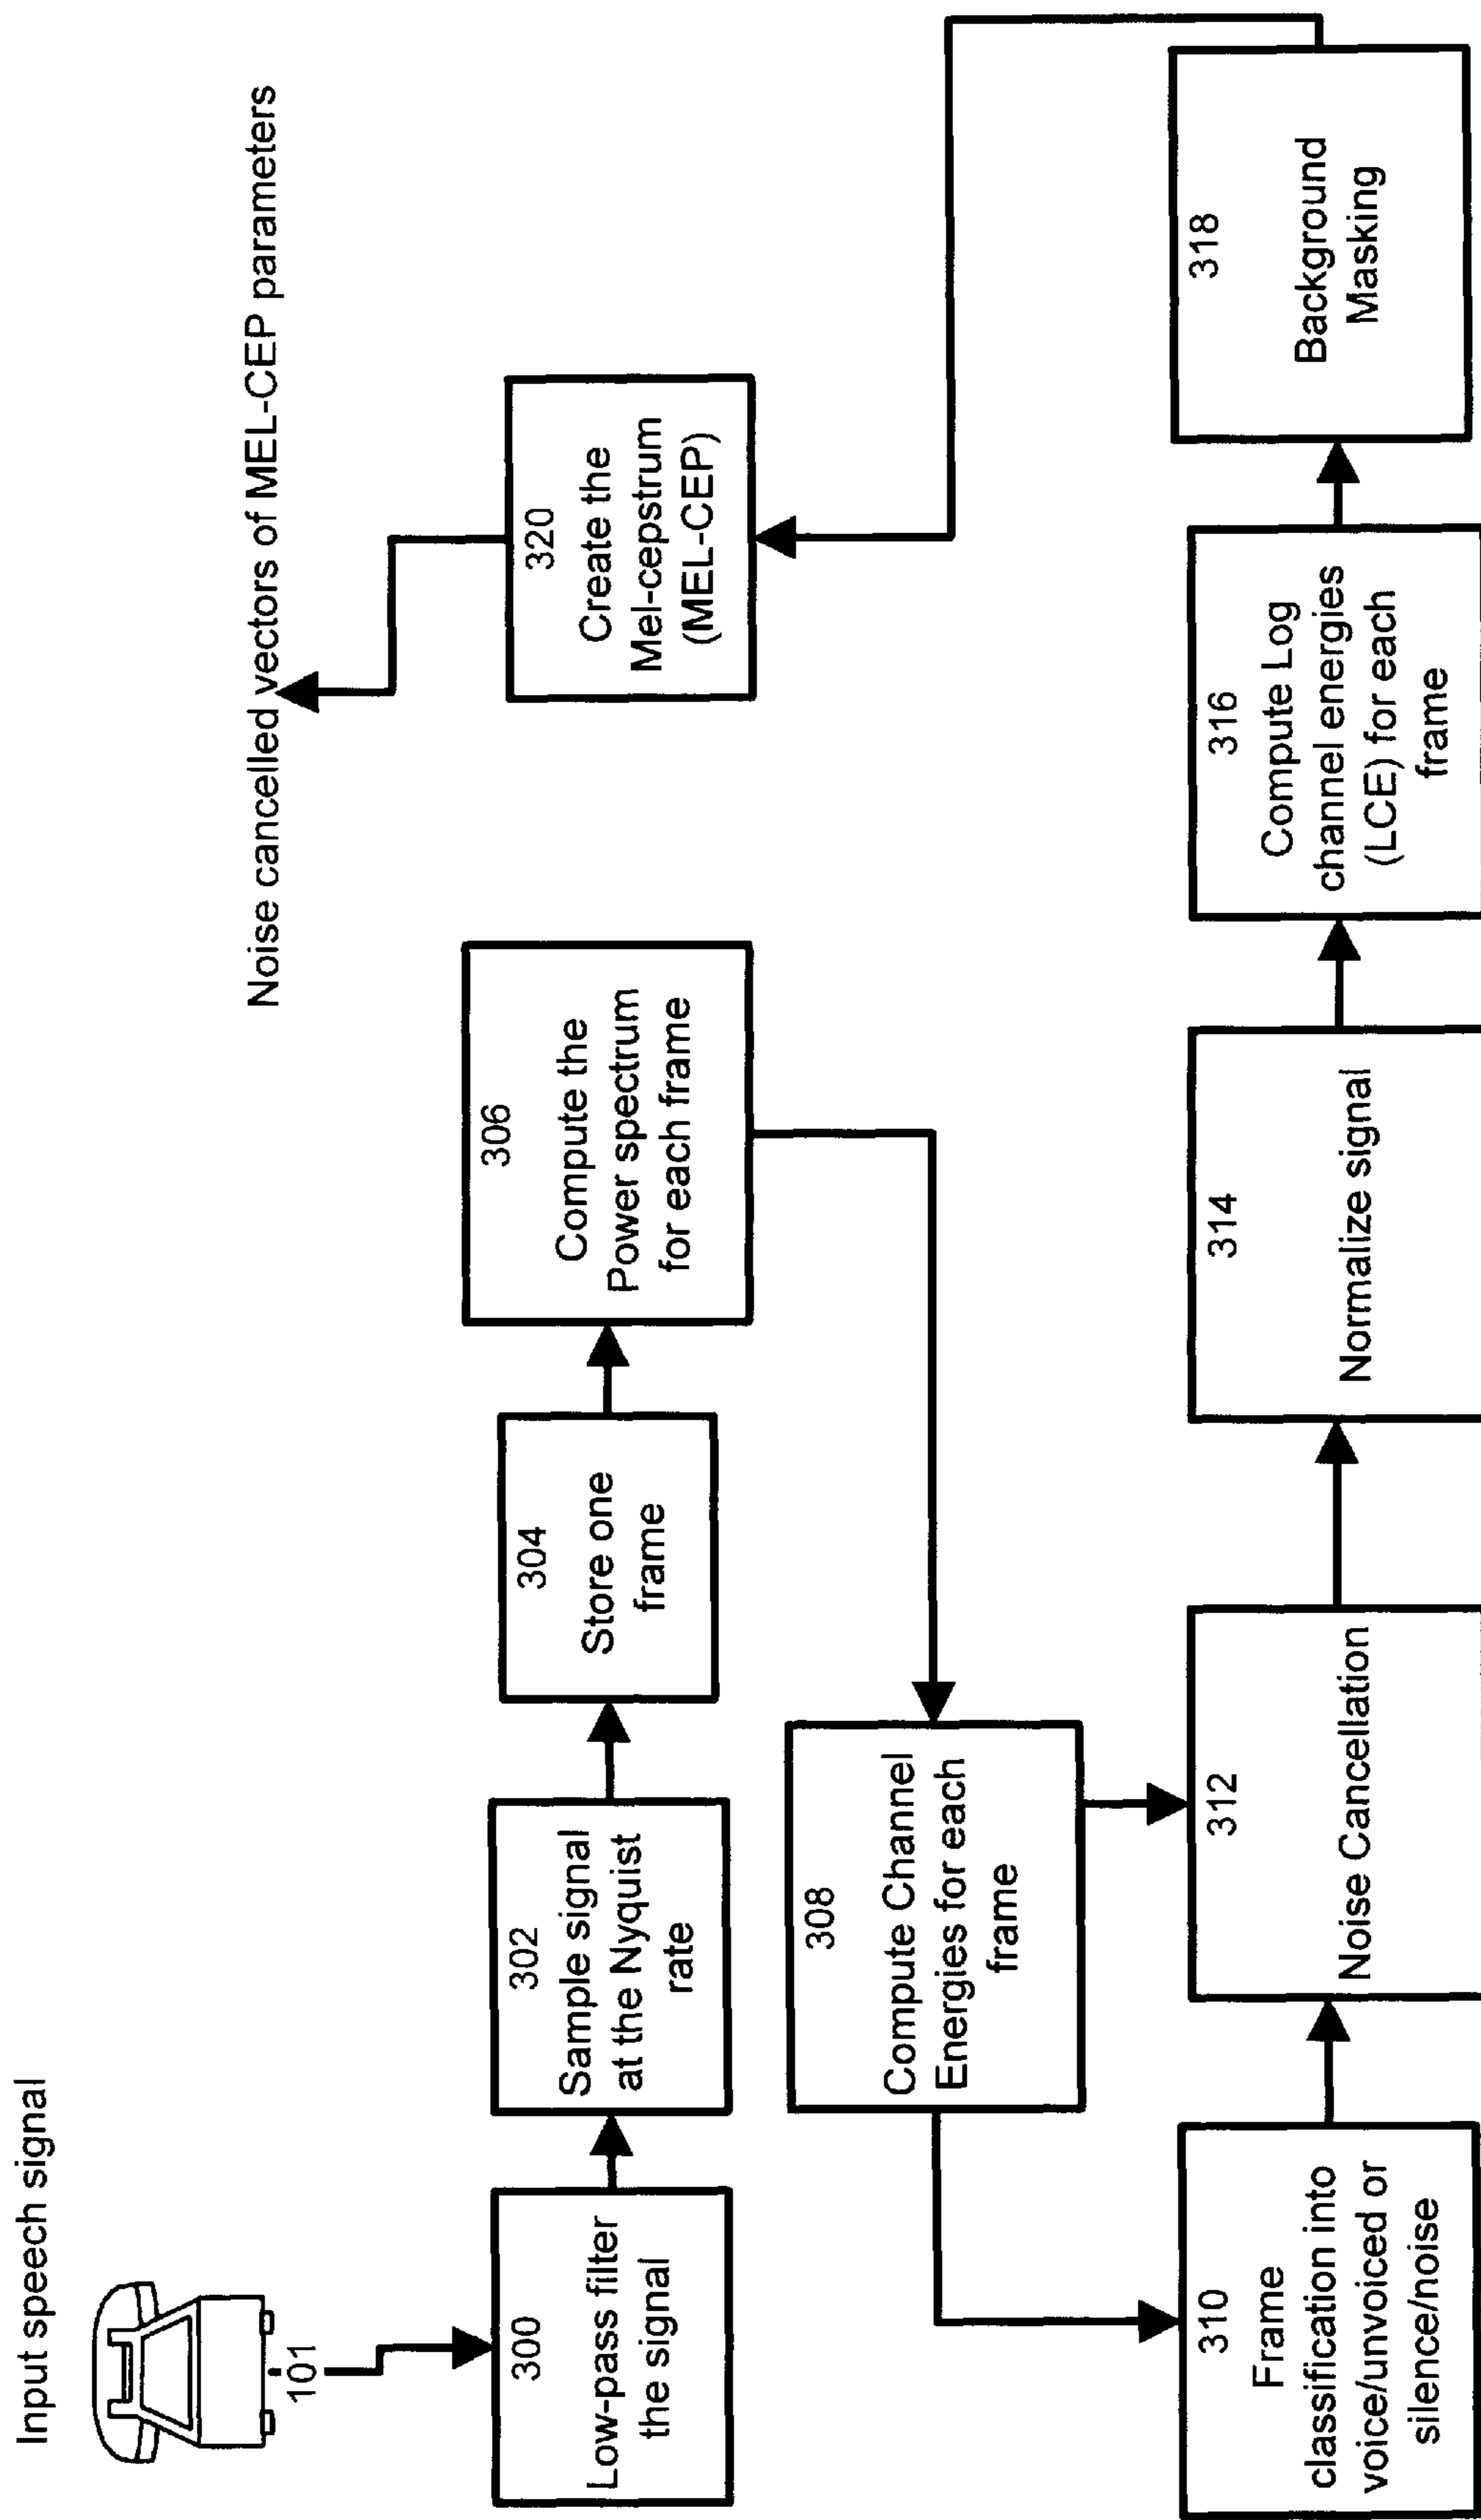 Input speech signal
101
300
Low-pass filter
the signal
302
Sample signal
at the Nyquist
rate
304
Store one
frame
306
Compute the
Power spectrum
for each frame
308
Compute Channel
Energies for each
frame
310
Frame
classification into
voice/unvoiced or
silence/noise
312
Noise Cancellation
314
Normalize signal
316
Compute Log
channel energies
(LCE) for each
frame
318
Background
Masking
320
Create the
Mel-cepstrum
(MEL-CEP)
Noise cancelled vectors of MEL-CEP parameters